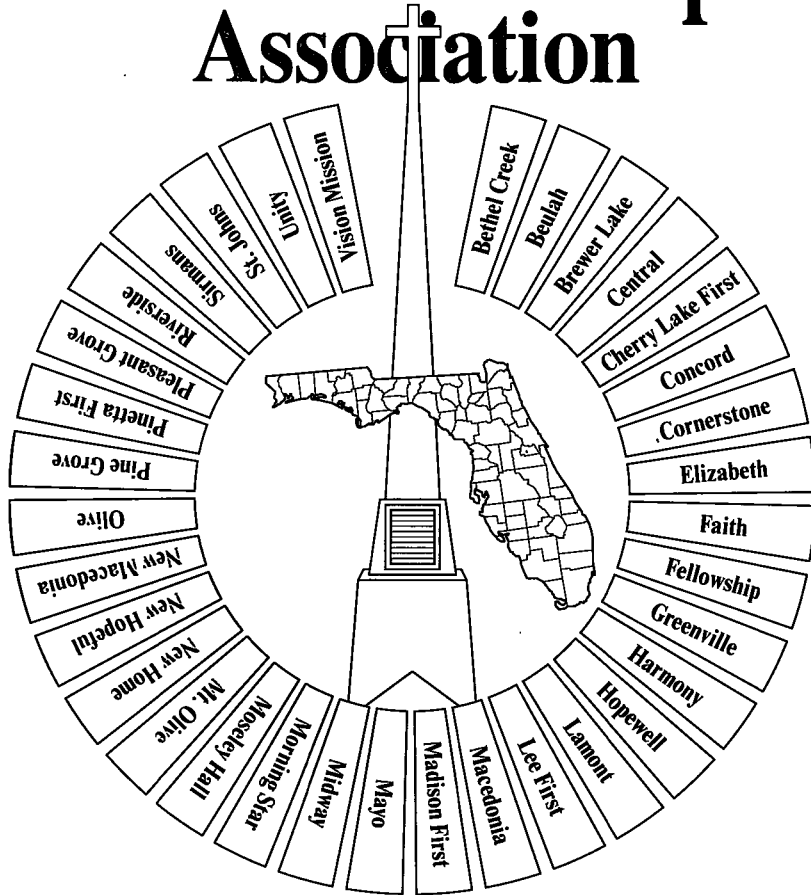 Association
Bethel Creek
Beulah
Brewer Lake
Central
Cherry Lake First
Concord
Cornerstone
Elizabeth
Faith
Fellowship
Greenville
Harmony
Hopewell
Lamont
Lee First
Macedonia
Madison First
Mayo
Midway
Morning Star
Moseley Hall
Mt. Olive
New Home
New Hopeful
New Macedonia
Olive
Pine Grove
Pinetta First
Pleasant Grove
Riverside
Sirmans
St. Johns
Unity
Vision Mission